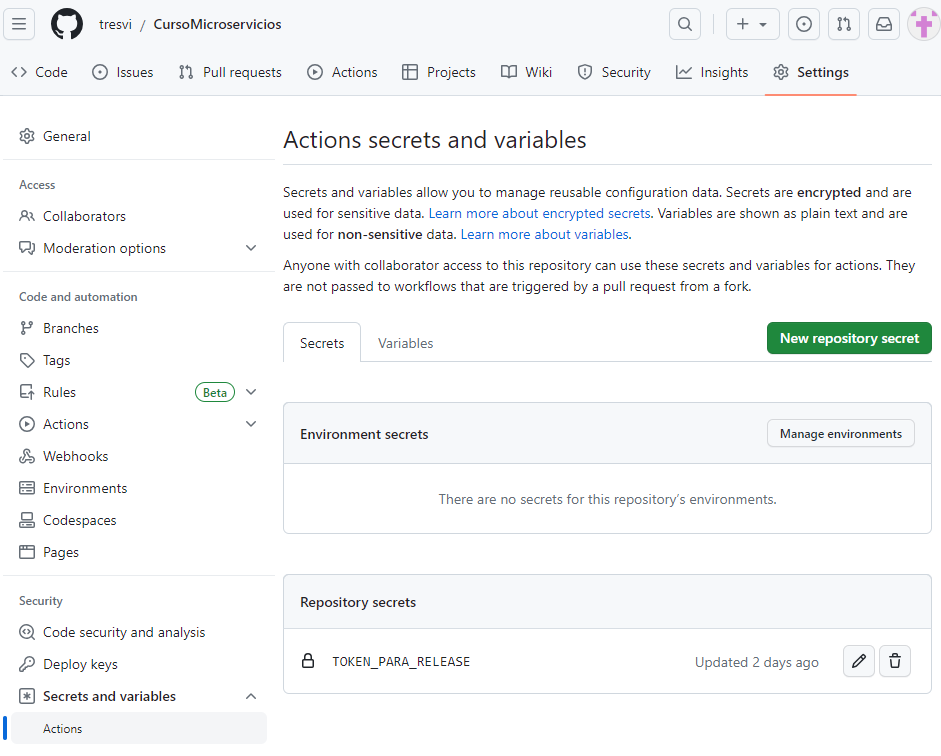 tresvi / CursoMicroservicios
Code Issues Pull requests Actions Projects Wiki Security Insights Settings
General
Access
Collaborators
Moderation options
Code and automation
Branches
Tags
Rules Beta
Actions
Webhooks
Environments
Codespaces
Pages
Security
Code security and analysis
Deploy keys
Secrets and variables
Actions
Actions secrets and variables
Secrets and variables allow you to manage reusable configuration data. Secrets are encrypted and are
used for sensitive data. Learn more about encrypted secrets. Variables are shown as plain text and are
used for non-sensitive data. Learn more about variables.
Anyone with collaborator access to this repository can use these secrets and variables for actions. They
are not passed to workflows that are triggered by a pull request from a fork.
Secrets Variables New repository secret
Environment secrets Manage environments
There are no secrets for this repository's environments.
Repository secrets
TOKEN_PARA_RELEASE Updated 2 days ago